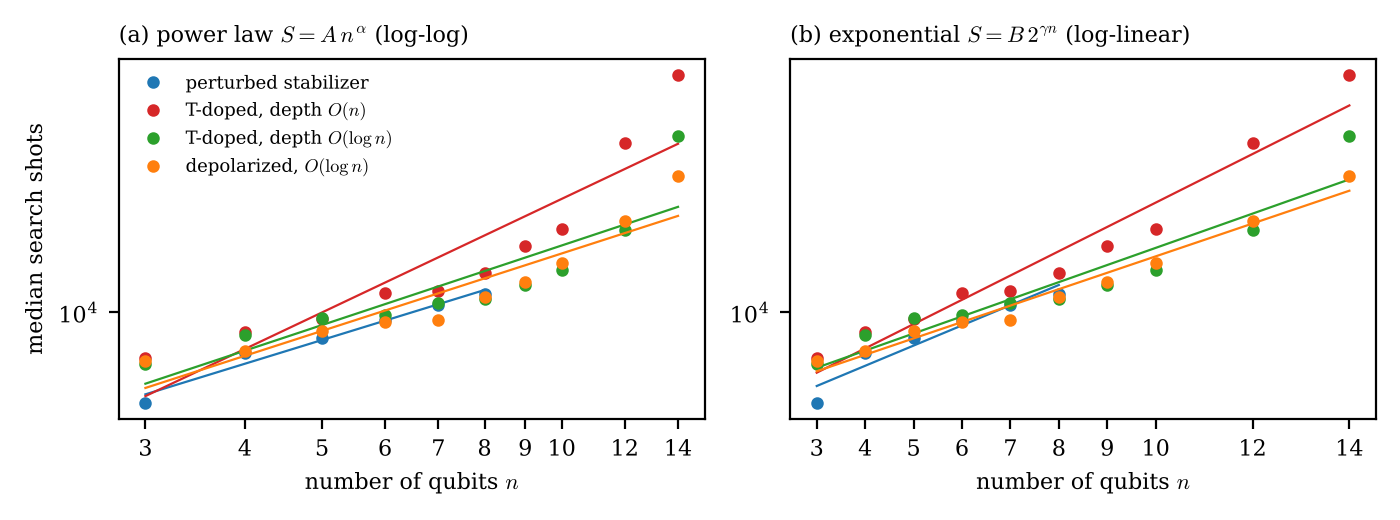 (a) power law S = A n^α (log-log)
perturbed stabilizer
T-doped, depth O(n)
T-doped, depth O(log n)
depolarized, O(log n)
median search shots
10^4
3 4 5 6 7 8 9 10 12 14
number of qubits n
(b) exponential S = B 2^{γn} (log-linear)
10^4
3 4 5 6 7 8 9 10 12 14
number of qubits n